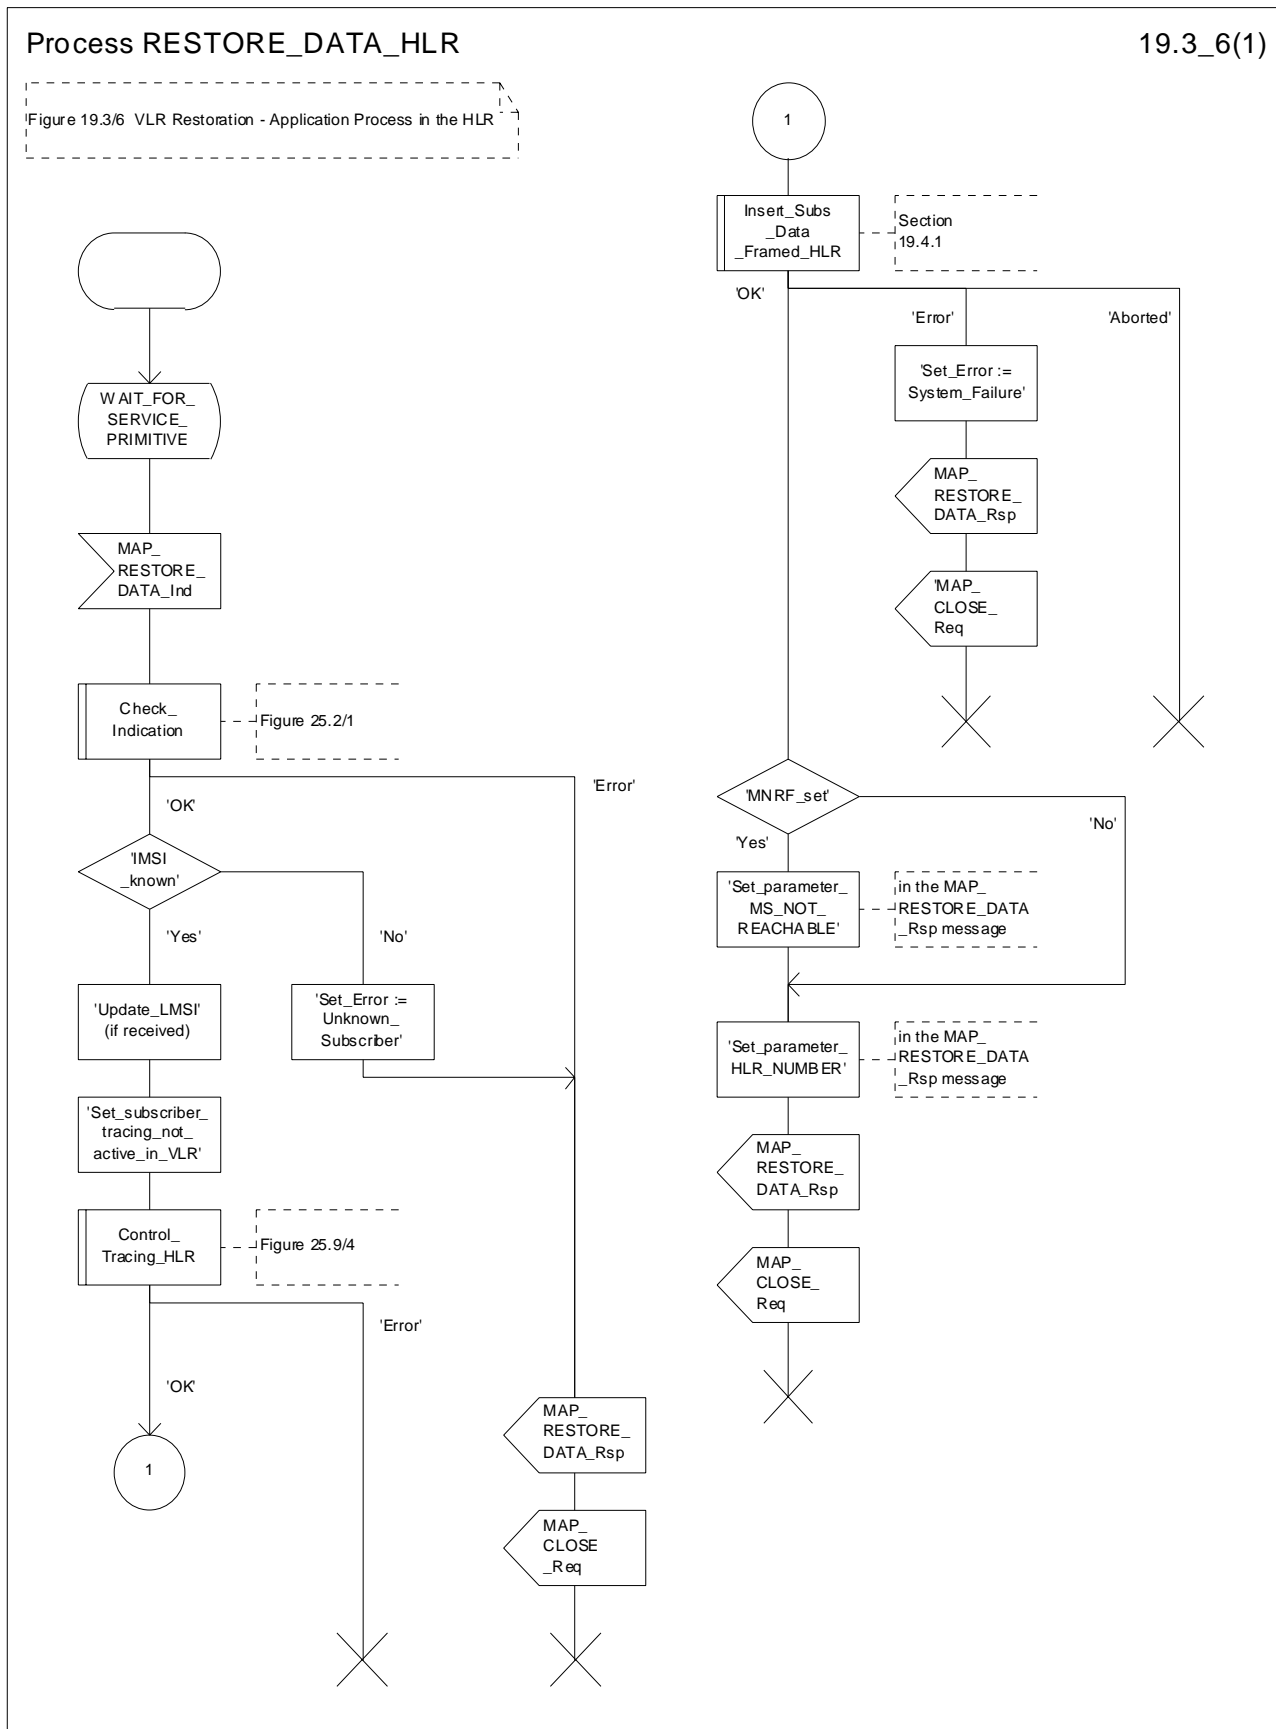 Process RESTORE_DATA_HLR
19.3_6(1)
Figure 19.3/6 VLR Restoration - Application Process in the HLR
WAIT_FOR_
SERVICE_
PRIMITIVE
MAP_
RESTORE_
DATA_Ind
Check_
Indication
Figure 25.2/1
'Error'
'OK'
'IMSI
_known'
'Yes'
'No'
'Update_LMSI'
(if received)
'Set_Error :=
Unknown_
Subscriber'
'Set_subscriber_
tracing_not_
active_in_VLR'
Control_
Tracing_HLR
Figure 25.9/4
'Error'
'OK'
1
MAP_
RESTORE_
DATA_Rsp
MAP_
CLOSE
_Req
1
Insert_Subs
_Data
_Framed_HLR
Section
19.4.1
'OK'
'Error'
'Aborted'
'Set_Error :=
System_Failure'
MAP_
RESTORE_
DATA_Rsp
'MAP_
CLOSE_
Req
'MNRF_set'
'No'
'Yes'
'Set_parameter_
MS_NOT_
REACHABLE'
in the MAP_
RESTORE_DATA
_Rsp message
'Set_parameter_
HLR_NUMBER'
in the MAP_
RESTORE_DATA
_Rsp message
MAP_
RESTORE_
DATA_Rsp
MAP_
CLOSE_
Req